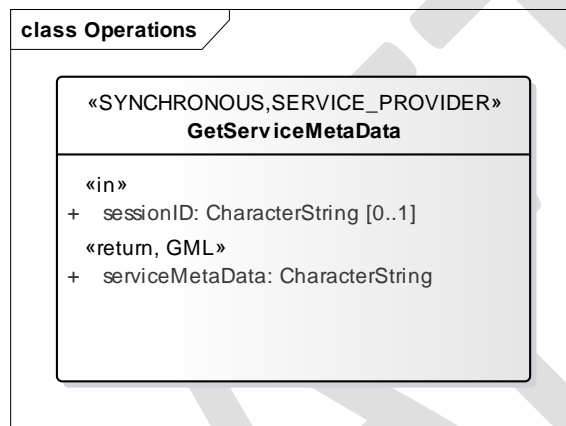 class Operations
«SYNCHRONOUS,SERVICE_PROVIDER»
GetServiceMetaData
«in»
+ sessionID: CharacterString [0..1]
«return, GML»
+ serviceMetaData: CharacterString